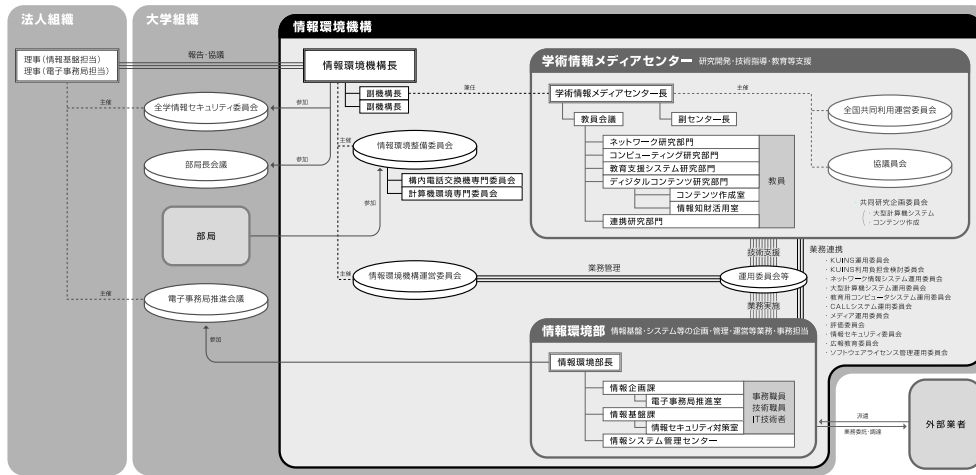 法人組織
大学組織
情報環境機構
理事(情報基盤担当)
理事(電子事務局担当)
報告・協議
情報環境機構長
副機構長
副機構長
兼任
主催
全学情報セキュリティ委員会
参加
部局長会議
参加
主催
情報環境整備委員会
構内電話交換機専門委員会
計算機環境専門委員会
部局
参加
主催
情報環境機構運営委員会
業務管理
運用委員会等
主催
電子事務局推進会議
参加
学術情報メディアセンター 研究開発・技術指導・教育等支援
学術情報メディアセンター長
主催
教員会議
副センター長
ネットワーク研究部門
コンピューティング研究部門
教育支援システム研究部門
ディジタルコンテンツ研究部門
コンテンツ作成室
情報知財活用室
連携研究部門
教員
全国共同利用運営委員会
協議員会
・共同研究企画委員会
・大型計算機システム
・コンテンツ作成
技術支援
業務実施
業務連携
・KUINS運用委員会
・KUINS利用負担金検討委員会
・ネットワーク情報システム運用委員会
・大型計算機システム運用委員会
・教育用コンピュータシステム運用委員会
・CALLシステム運用委員会
・メディア運用委員会
・評価委員会
・情報セキュリティ委員会
・広報教育委員会
・ソフトウェアライセンス管理運用委員会
情報環境部 情報基盤・システム等の企画・管理・運営等業務・事務担当
情報環境部長
情報企画課
電子事務局推進室
情報基盤課
情報セキュリティ対策室
情報システム管理センター
事務職員
技術職員
IT技術者
派遣
業務委託・調達
外部業者